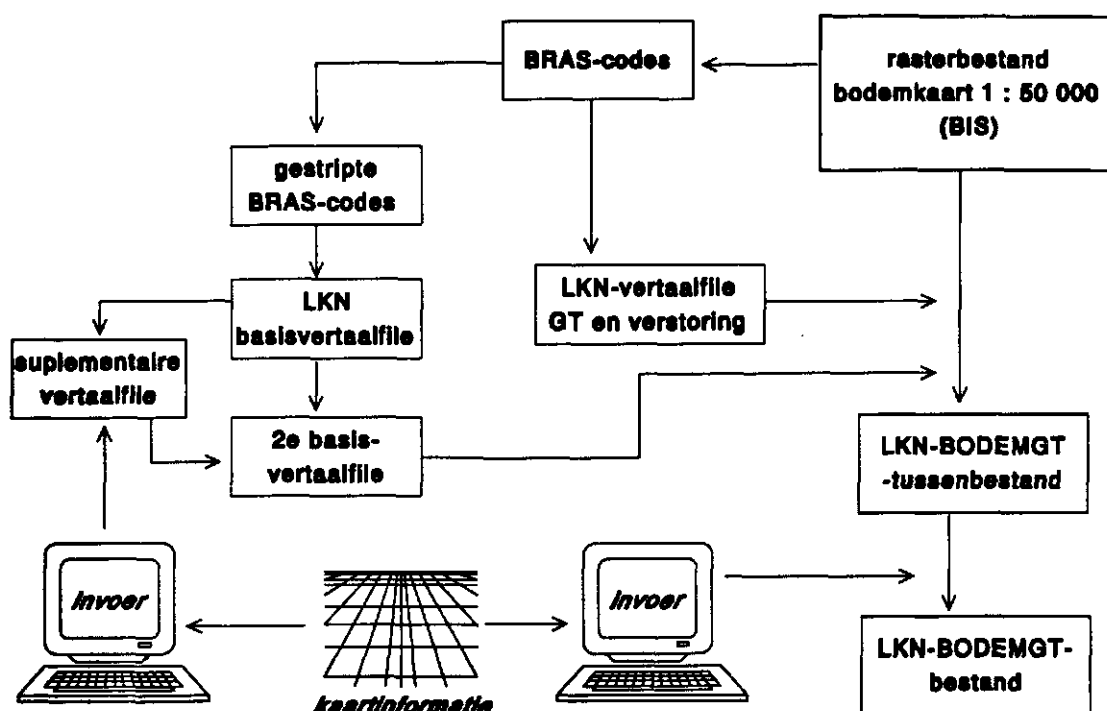 BRAS-codes
rasterbestand
bodemkaart 1 : 50 000
(BIS)
gestripte
BRAS-codes
LKN
basisvertaalfile
LKN-vertaalfile
GT en verstoring
suplementaire
vertaalfile
2e basis-
vertaalfile
LKN-BODEMGT
-tussenbestand
Invoer
Invoer
kaartinformatie
LKN-BODEMGT-
bestand